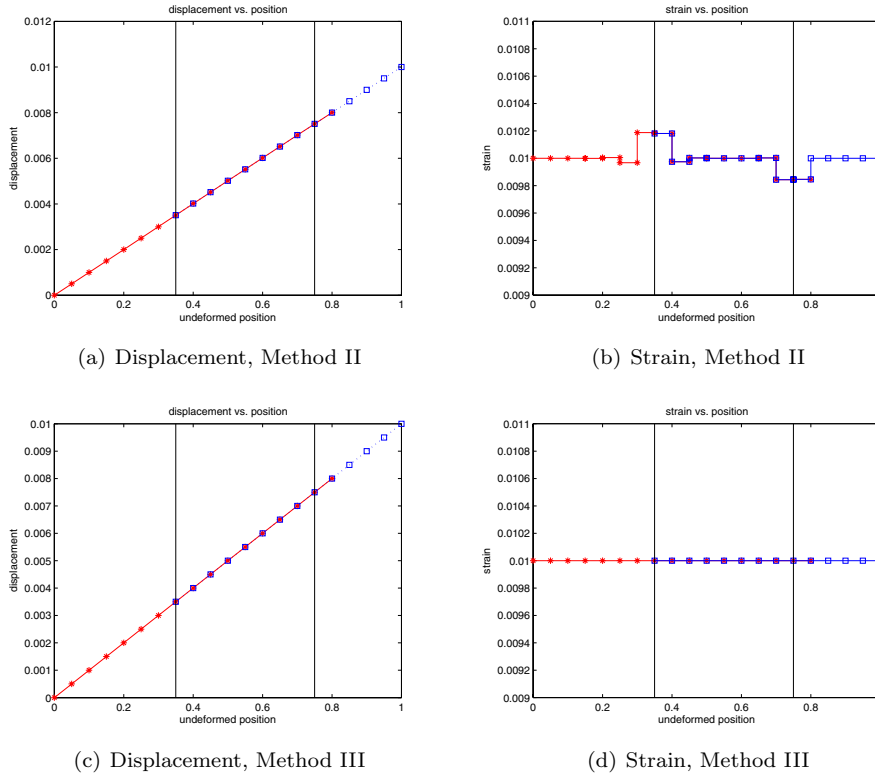 displacement vs. position
0.012
0.01
0.008
0.006
0.004
0.002
0
displacement
0 0.2 0.4 0.6 0.8 1
undeformed position
(a) Displacement, Method II
strain vs. position
0.011
0.0108
0.0106
0.0104
0.0102
0.01
0.0098
0.0096
0.0094
0.0092
0.009
strain
0 0.2 0.4 0.6 0.8
undeformed position
(b) Strain, Method II
displacement vs. position
0.01
0.009
0.008
0.007
0.006
0.005
0.004
0.003
0.002
0.001
0
displacement
0 0.2 0.4 0.6 0.8 1
undeformed position
(c) Displacement, Method III
strain vs. position
0.011
0.0108
0.0106
0.0104
0.0102
0.01
0.0098
0.0096
0.0094
0.0092
0.009
strain
0 0.2 0.4 0.6 0.8
undeformed position
(d) Strain, Method III